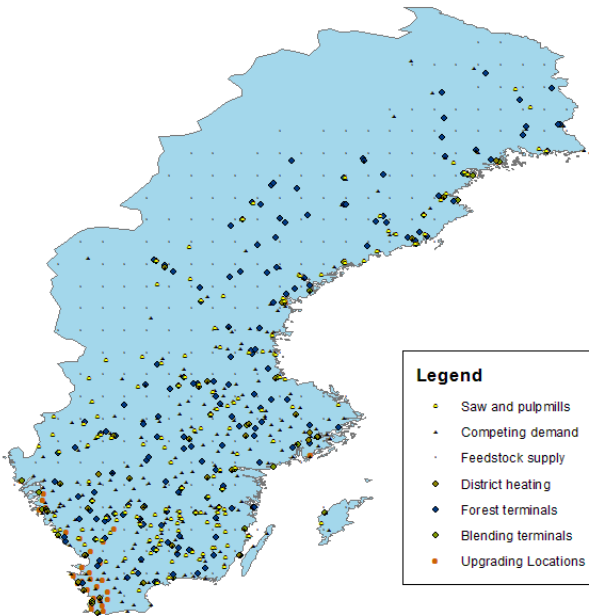 Legend
Saw and pulpmills
Competing demand
Feedstock supply
District heating
Forest terminals
Blending terminals
Upgrading Locations